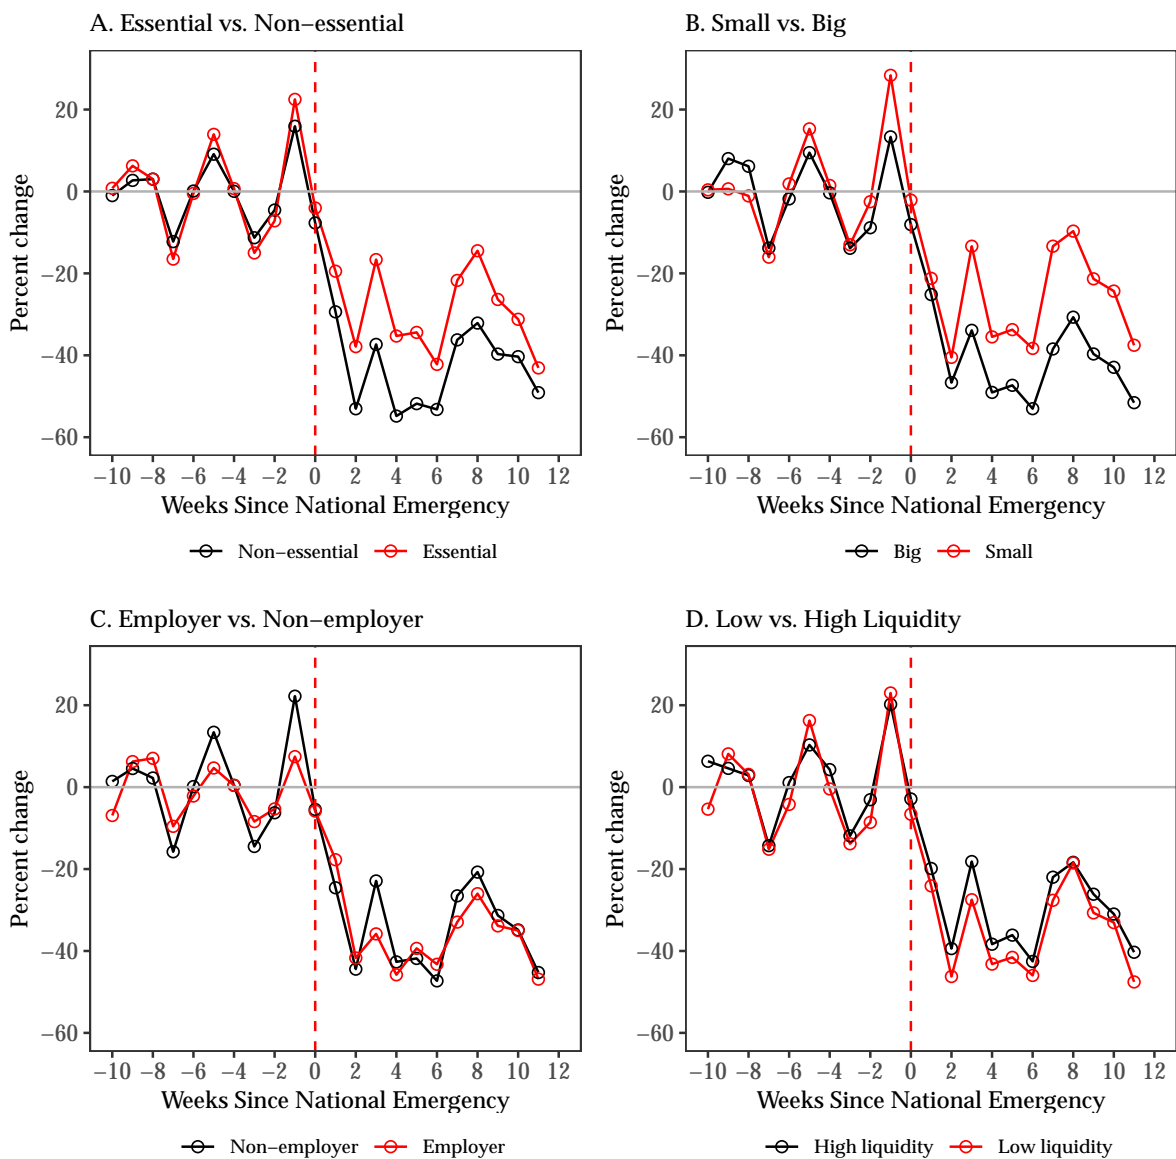 A. Essential vs. Non−essential
Percent change
20
0
−20
−40
−60
−10 −8 −6 −4 −2 0 2 4 6 8 10 12
Weeks Since National Emergency
Non−essential Essential
B. Small vs. Big
Percent change
20
0
−20
−40
−60
−10 −8 −6 −4 −2 0 2 4 6 8 10 12
Weeks Since National Emergency
Big Small
C. Employer vs. Non−employer
Percent change
20
0
−20
−40
−60
−10 −8 −6 −4 −2 0 2 4 6 8 10 12
Weeks Since National Emergency
Non−employer Employer
D. Low vs. High Liquidity
Percent change
20
0
−20
−40
−60
−10 −8 −6 −4 −2 0 2 4 6 8 10 12
Weeks Since National Emergency
High liquidity Low liquidity